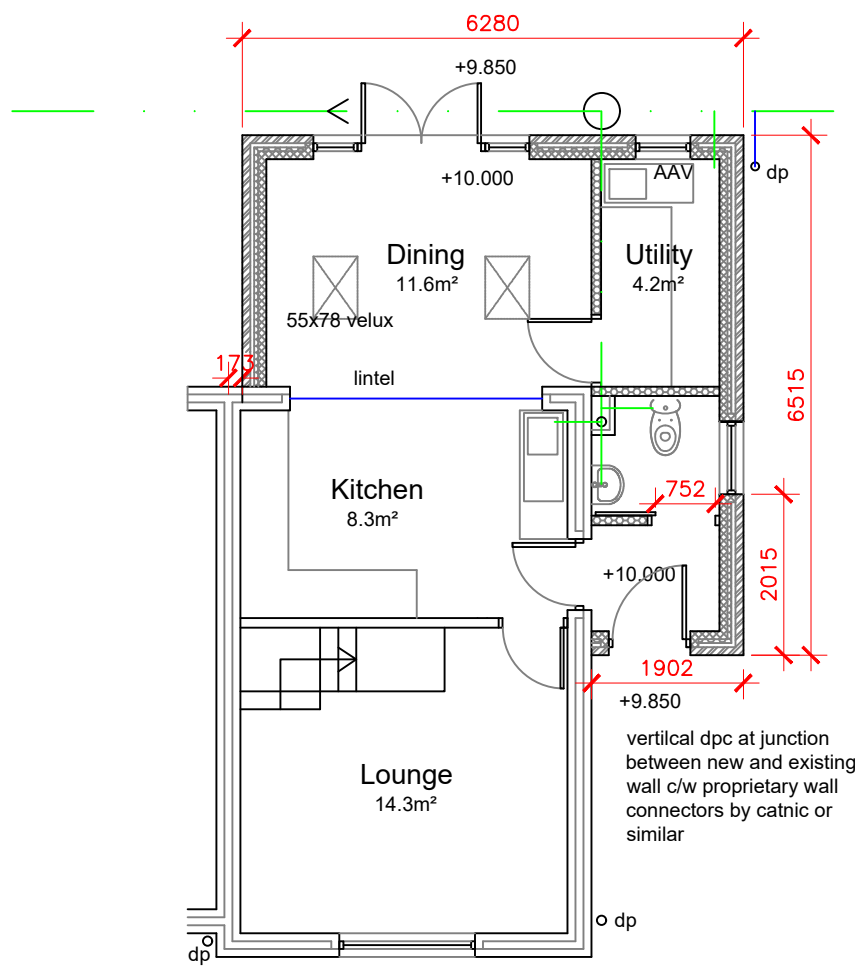 6280
+9.850
dp
AAV
+10.000
Dining
11.6m²
Utility
4.2m²
55x78 velux
173
lintel
6515
Kitchen
8.3m²
752
2015
+10.000
1902
+9.850
vertilcal dpc at junction
between new and existing
wall c/w proprietary wall
connectors by catnic or
similar
Lounge
14.3m²
dp
dp